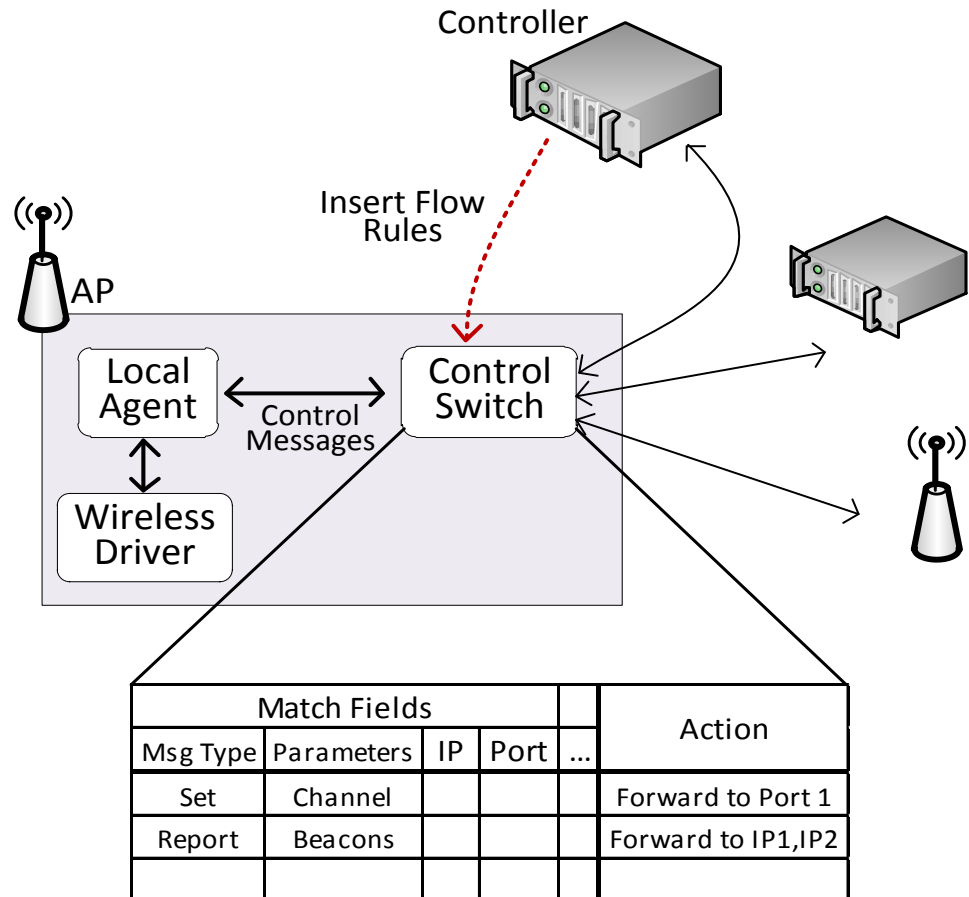 Controller
Insert Flow
Rules
AP
Local
Agent
Control
Messages
Control
Switch
Wireless
Driver
Match Fields
Action
Msg Type Parameters IP Port ...
Set Channel Forward to Port 1
Report Beacons Forward to IP1,IP2